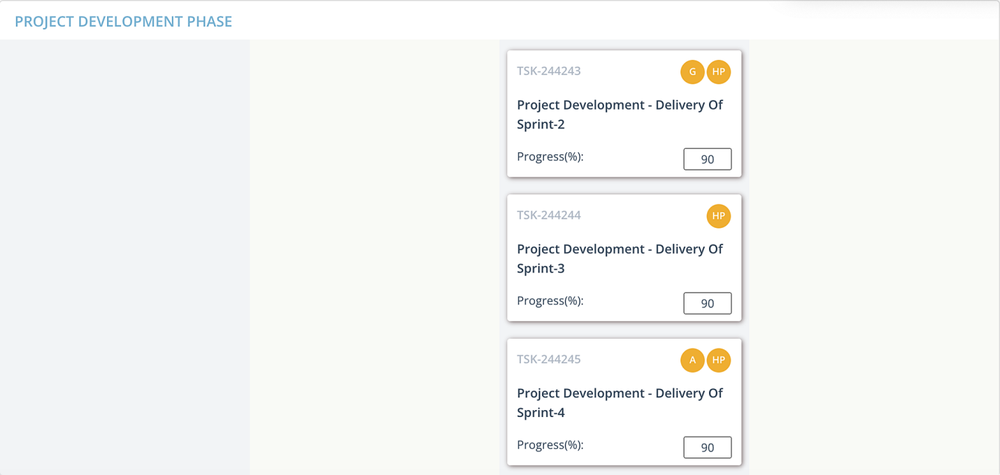 PROJECT DEVELOPMENT PHASE
TSK-244243 G HP
Project Development - Delivery Of
Sprint-2
Progress(%): 90
TSK-244244 HP
Project Development - Delivery Of
Sprint-3
Progress(%): 90
TSK-244245 A HP
Project Development - Delivery Of
Sprint-4
Progress(%): 90